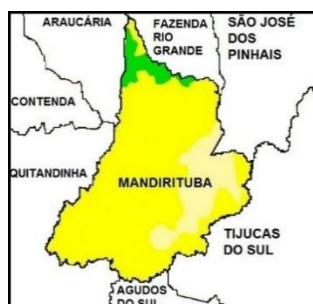 ARAUCÁRIA
FAZENDA
RIO
GRANDE
SÃO JOSÉ
DOS
PINHAIS
CONTENDA
QUITANDINHA
MANDIRITUBA
TIJUCAS
DO SUL
AGUDOS
DO SUL